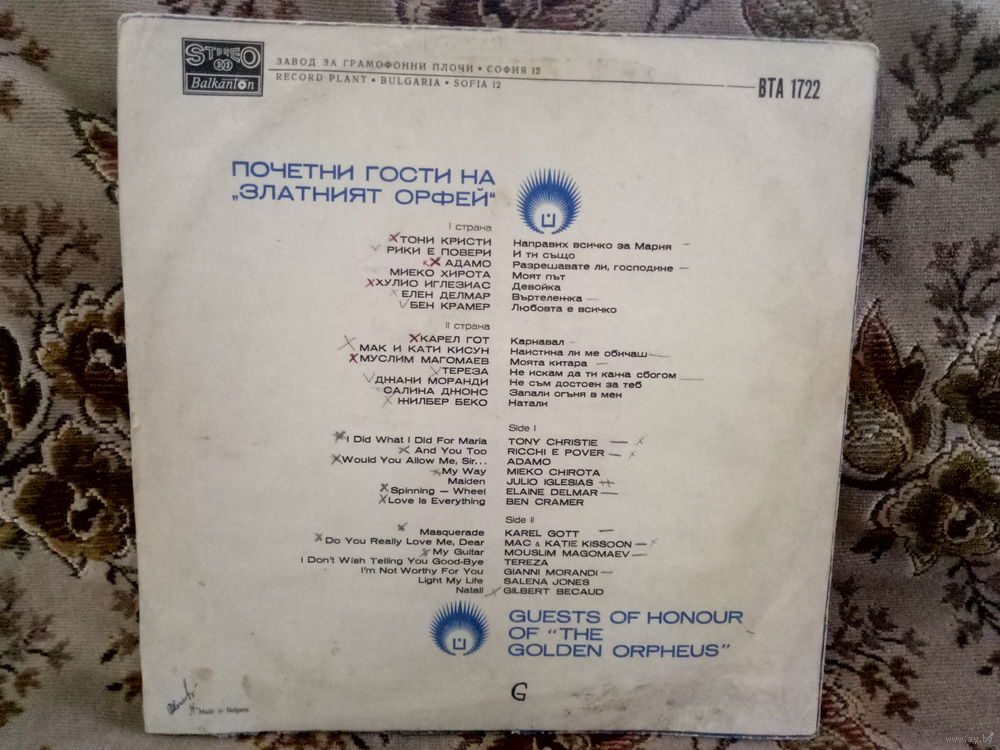 STEREO
33
Balkanton
ЗАВОД ЗА ГРАМОФОННИ ПЛОЧИ • СОФИЯ 12
RECORD PLANT • BULGARIA • SOFIA 12
ВТА 1722
ПОЧЕТНИ ГОСТИ НА
„ЗЛАТНИЯТ ОРФЕЙ“
I страна
ТОНИ КРИСТИ Направих всичко за Мария
РИКИ Е ПОВЕРИ И ти също
АДАМО Разрешавате ли, господине
МИЕКО ХИРОТА Моят път
ХУЛИО ИГЛЕЗИАС Девойка
ЕЛЕН ДЕЛМАР Въртеленка
БЕН КРАМЕР Любовта е всичко
II страна
КАРЕЛ ГОТ Карнавал
МАК И КАТИ КИСУН Наистина ли ме обичаш
МУСЛИМ МАГОМАЕВ Моята китара
ТЕРЕЗА Не искам да ти кажа сбогом
ДЖАНИ МОРАНДИ Не съм достоен за теб
САЛИНА ДЖОНС Запали огъня в мен
ЖИЛБЕР БЕКО Натали
Side I
I Did What I Did For Maria TONY CHRISTIE
And You Too RICCHI E POVER
Would You Allow Me, Sir... ADAMO
My Way MIEKO CHIROTA
Maiden JULIO IGLESIAS
Spinning — Wheel ELAINE DELMAR
Love Is Everything BEN CRAMER
Side II
Masquerade KAREL GOTT
Do You Really Love Me, Dear MAC & KATIE KISSOON
My Guitar MOUSLIM MAGOMAEV
I Don't Wish Telling You Good-Bye TEREZA
I'm Not Worthy For You GIANNI MORANDI
Light My Life SALENA JONES
Natali GILBERT BECAUD
GUESTS OF HONOUR
OF "THE
GOLDEN ORPHEUS"
G
Made in Bulgaria
www.ay.by